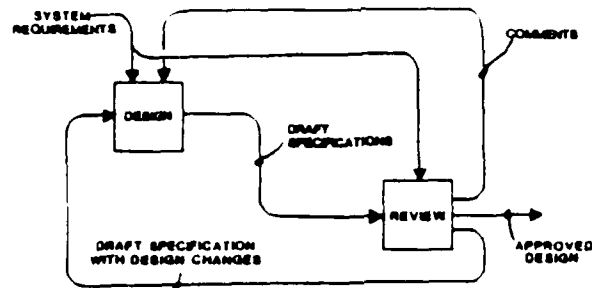 SYSTEM
REQUIREMENTS
COMMENTS
DESIGN
DRAFT
SPECIFICATIONS
REVIEW
APPROVED
DESIGN
DRAFT SPECIFICATION
WITH DESIGN CHANGES